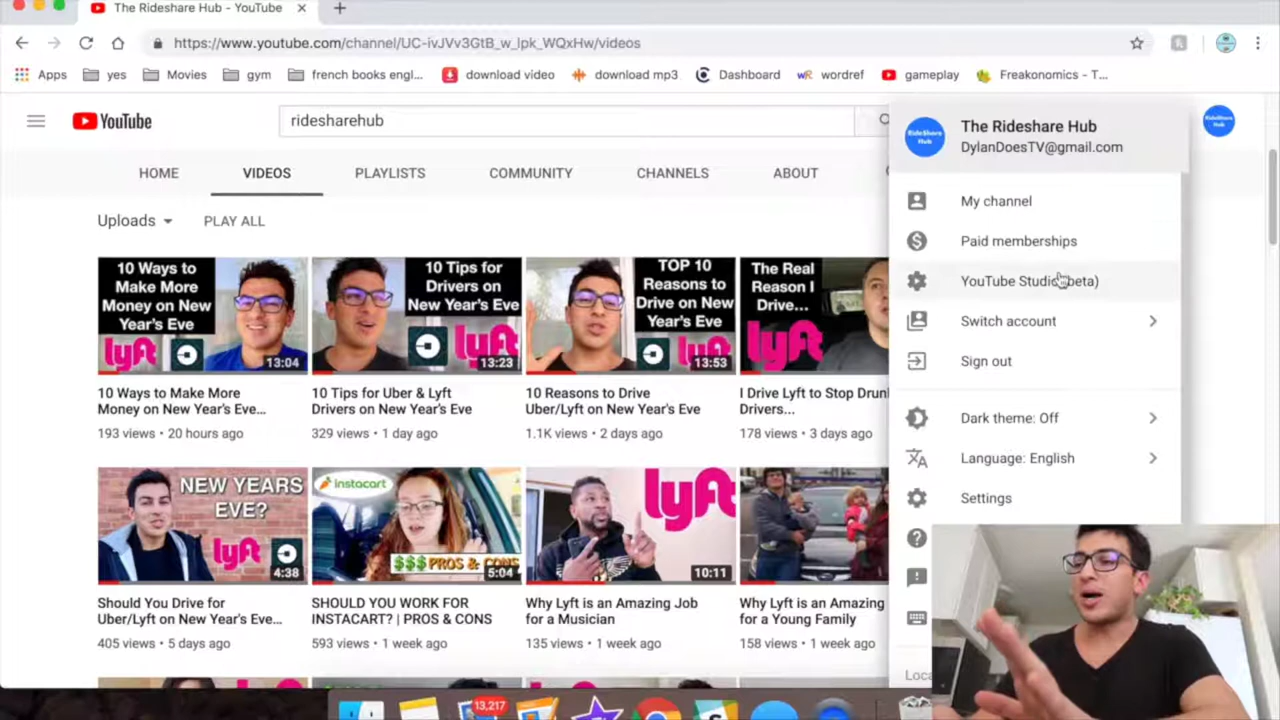 The Rideshare Hub - YouTube
https://www.youtube.com/channel/UC-ivJVv3GtB_w_lpk_WQxHw/videos
Apps yes Movies gym french books engl... download video download mp3 Dashboard wordref gameplay Freakonomics - T...
YouTube
ridesharehub
RideShare Hub
HOME VIDEOS PLAYLISTS COMMUNITY CHANNELS ABOUT
Uploads PLAY ALL
10 Ways to
Make More
Money on New
Year's Eve
lyft
13:04
10 Ways to Make More
Money on New Year's Eve...
193 views • 20 hours ago
10 Tips for
Drivers on
New Year's Eve
lyft
13:23
10 Tips for Uber & Lyft
Drivers on New Year's Eve
329 views • 1 day ago
TOP 10
Reasons to
Drive on New
Year's Eve
lyft
13:53
10 Reasons to Drive
Uber/Lyft on New Year's Eve
1.1K views • 2 days ago
The Real
Reason I
Drive...
lyft
I Drive Lyft to Stop Drun
Drivers...
178 views • 3 days ago
NEW YEARS
EVE?
lyft
4:38
Should You Drive for
Uber/Lyft on New Year's Eve...
405 views • 5 days ago
instacart
$$$ PROS & CONS
5:04
SHOULD YOU WORK FOR
INSTACART? | PROS & CONS
593 views • 1 week ago
lyft
10:11
Why Lyft is an Amazing Job
for a Musician
135 views • 1 week ago
Why Lyft is an Amazing
for a Young Family
158 views • 1 week ago
RideShare Hub
The Rideshare Hub
DylanDoesTV@gmail.com
My channel
Paid memberships
YouTube Studio beta)
Switch account
Sign out
Dark theme: Off
Language: English
Settings
Loca
13,217